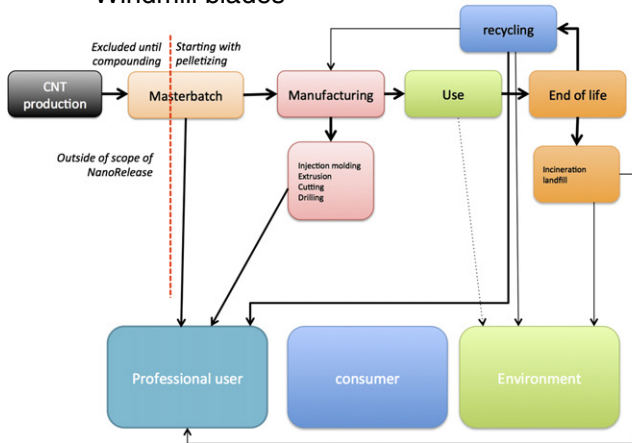 Windmill blades
Excluded until
compounding
Starting with
pelletizing
recycling
CNT
production
Masterbatch
Manufacturing
Use
End of life
Outside of scope of
NanoRelease
Injection molding
Extrusion
Cutting
Drilling
Incineration
landfill
Professional user
consumer
Environment